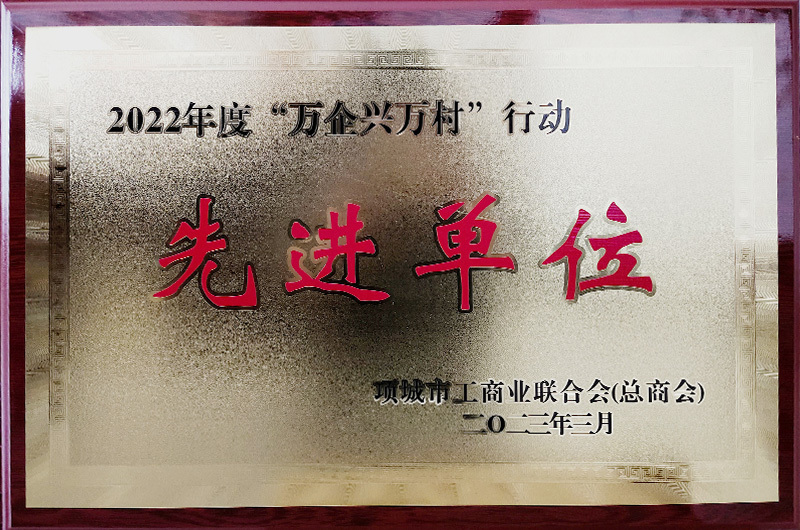 2022年度“万企兴万村”行动
先进单位
项城市工商业联合会(总商会)
二〇二三年三月